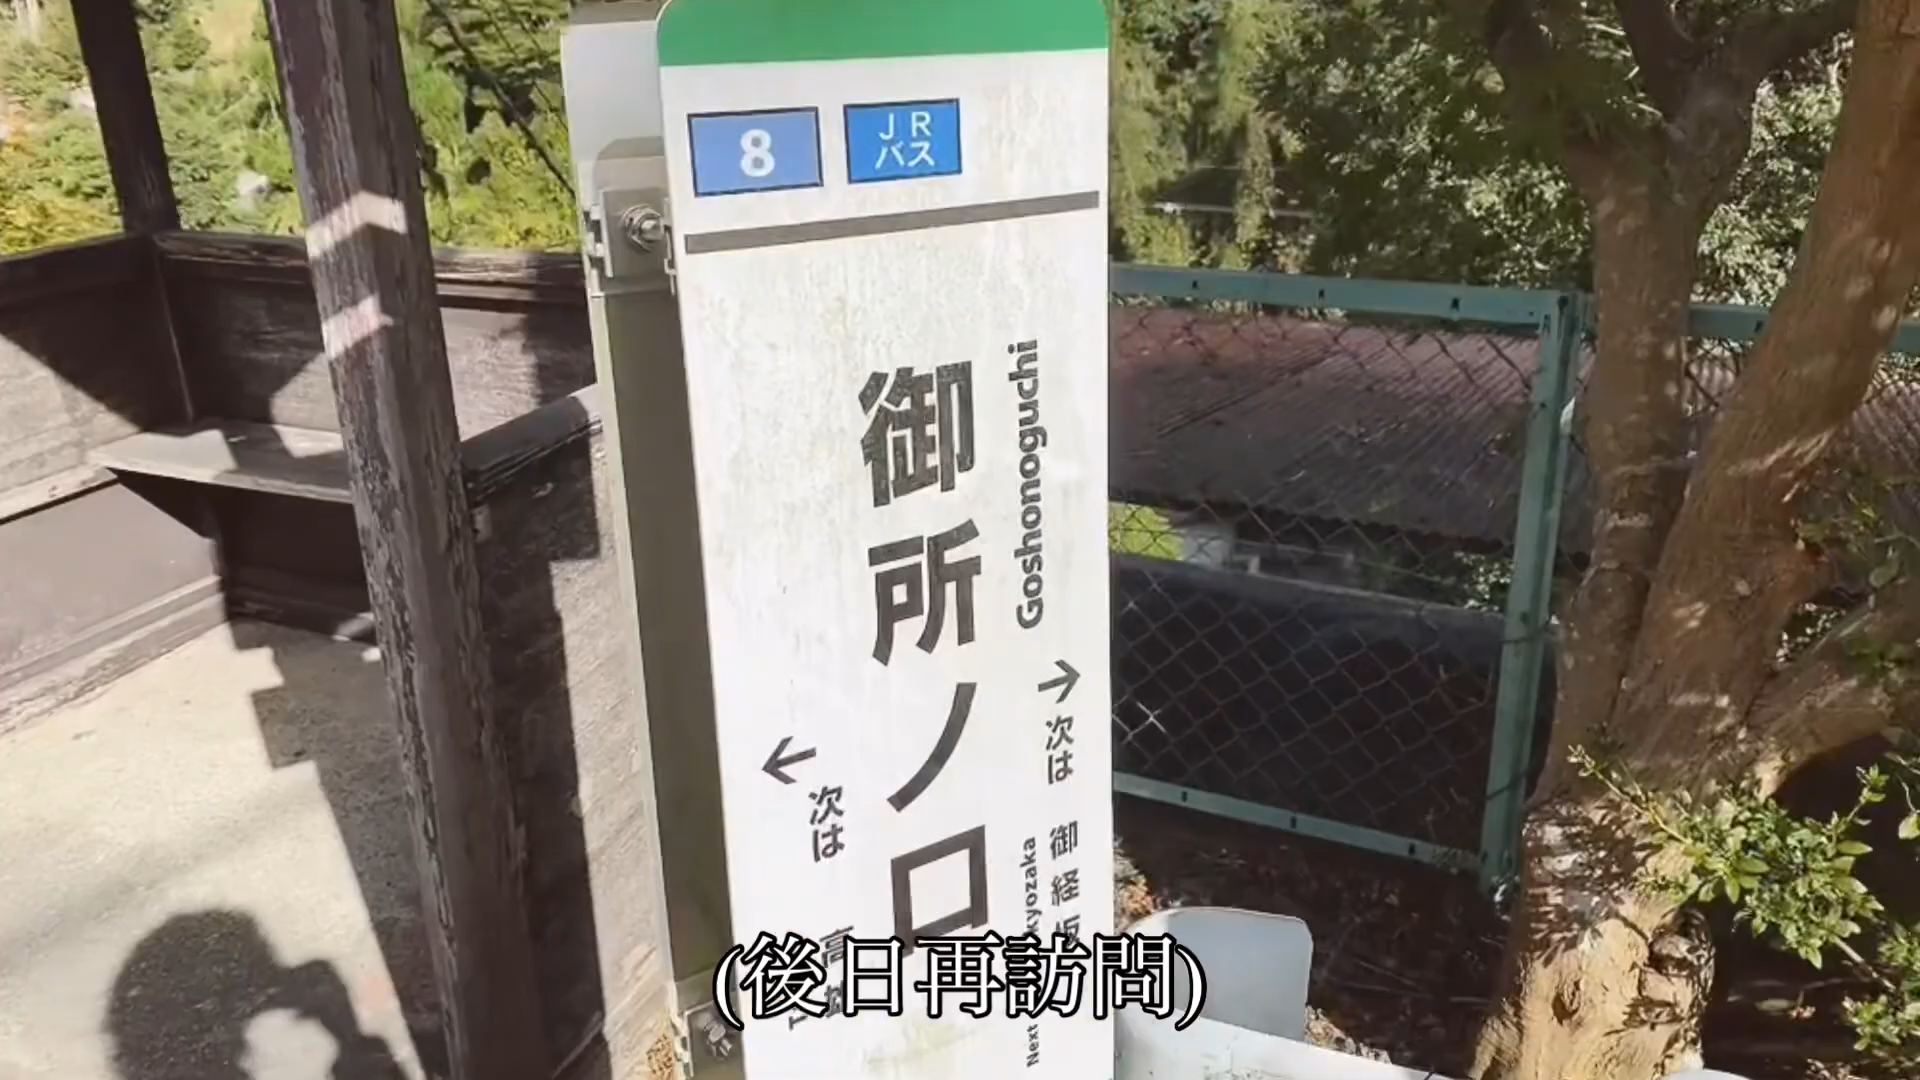 8
JR
バス
御所ノ口
Goshonoguchi
次は 御経坂
次は 高
Next
kyozaka
(後日再訪問)